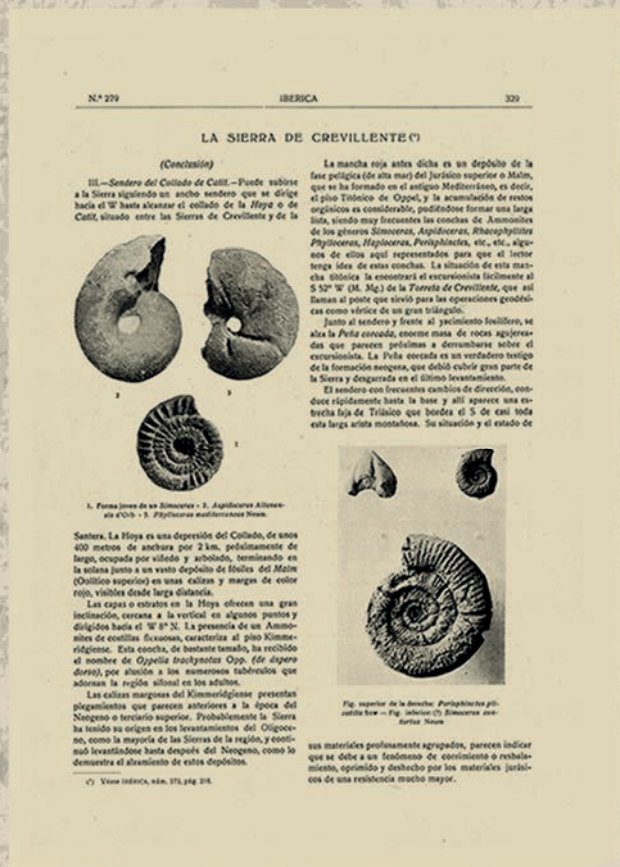 N.º 279 IBERICA 329
LA SIERRA DE CREVILLENTE (*)
(Conclusión)
III.—Sendero del Collado de Catit.—Puede subirse
a la Sierra siguiendo un ancho sendero que se dirige
hacia el W hasta alcanzar el collado de la Hoya o de
Catit, situado entre las Sierras de Crevillente y de la
2 3
1
1. Forma joven de un Simoceras - 2. Aspidoceras
d'Orb - 3. Phylloceras mediterraneos Neum.
Santera. La Hoya es una depresión del Collado, de unos
400 metros de anchura por 2 km. próximamente de
largo, ocupada por viñedo y arbolado, terminando en
la solana junto a un vasto depósito de fósiles del Malm
(Oolítico superior) en unas calizas y margas de color
rojo, visibles desde larga distancia.
Las capas o estratos en la Hoya ofrecen una gran
inclinación, cercana a la vertical en algunos puntos y
dirigidos hacia el W 8º N. La presencia de un Ammo-
nites de costillas flexuosas, caracteriza al piso Kimme-
ridgiense. Esta concha, de bastante tamaño, ha recibido
el nombre de Oppelia trachynotus Opp. (de áspero
dorso), por alusión a los numerosos tubérculos que
adornan la región sifonal en los adultos.
Las calizas margosas del Kimmeridgiense presentan
plegamientos que parecen anteriores a la época del
Neogeno o terciario superior. Probablemente la Sierra
ha tenido su origen en los levantamientos del Oligoce-
no, como la mayoría de las Sierras de la región, y conti-
nuó levantándose hasta después del Neogeno, como lo
demuestra el alzamiento de estos depósitos.
(*) Véase IBÉRICA, núm. 273, pág. 216.
La mancha roja antes dicha es un depósito de la
fase pelágica (de alta mar) del Jurásico superior o Malm,
que se ha formado en el antiguo Mediterráneo, es decir,
el piso Titónico de Oppel, y la acumulación de restos
orgánicos es considerable, pudiéndose formar una larga
lista, siendo muy frecuentes las conchas de Ammonites
de los géneros Simoceras, Aspidoceras, Rhacophyllites
Phylloceras, Haploceras, Perisphinctes, etc., etc., algu-
nos de ellos aquí representados para que el lector
tenga idea de estas conchas. La situación de esta man-
cha titónica la encontrará el excursionista fácilmente al
S 52º W (M. Mg.) de la Torreta de Crevillente, que así
llaman al poste que sirvió para las operaciones geodési-
cas como vértice de un gran triángulo.
Junto al sendero y frente al yacimiento fosilífero, se
alza la Peña corcada, enorme masa de rocas agujerea-
das que parecen próximas a derrumbarse sobre el
excursionista. La Peña corcada es un verdadero testigo
de la formación neogena, que debió cubrir gran parte de
la Sierra y desgarrada en el último levantamiento.
El sendero con frecuentes cambios de dirección, con-
duce rápidamente hasta la base y allí aparece una es-
trecha faja de Triásico que bordea el S de casi toda
esta larga arista montañosa. Su situación y el estado de
Fig. superior de la derecha: Perisphinctes pli-
catilis Sow — Fig. inferior: (?) Simoceras
Neum
sus materiales profusamente agrupados, parecen indicar
que se debe a un fenómeno de corrimiento o resbala-
miento, oprimido y deshecho por los materiales jurási-
cos de una resistencia mucho mayor.